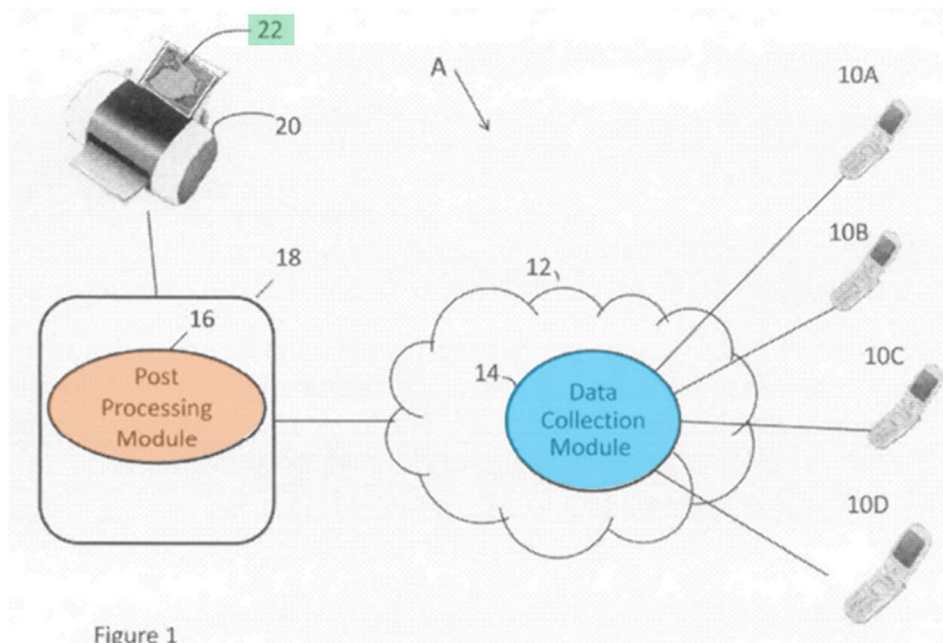 22
A
10A
20
10B
18
12
16
10C
14
Post
Processing
Module
Data
Collection
Module
10D
Figure 1